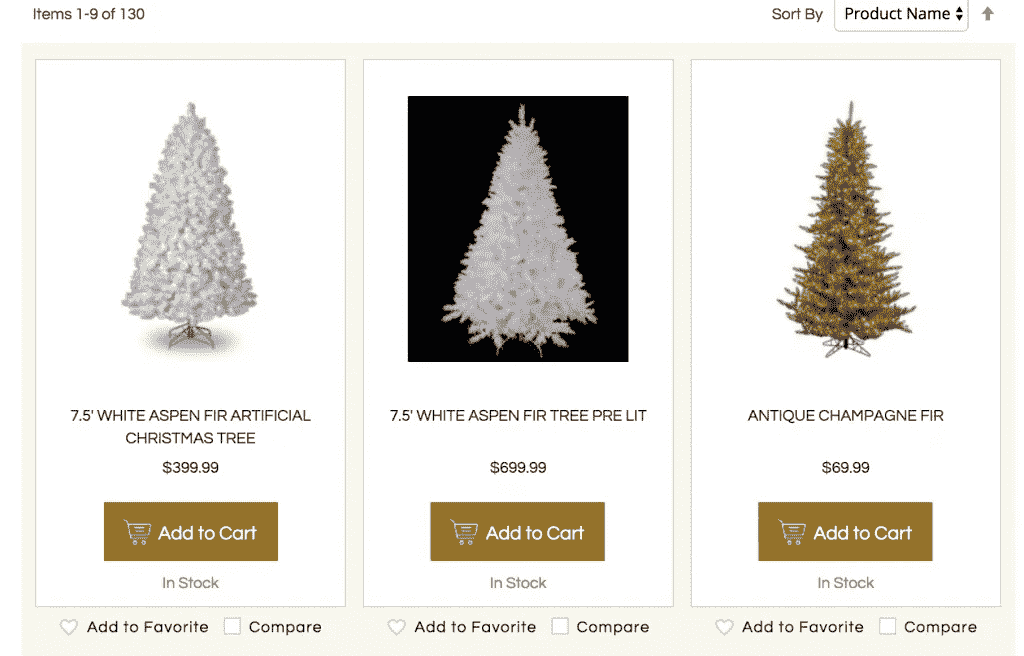 Items 1-9 of 130
Sort By Product Name
7.5' WHITE ASPEN FIR ARTIFICIAL
CHRISTMAS TREE
$399.99
Add to Cart
In Stock
Add to Favorite Compare
7.5' WHITE ASPEN FIR TREE PRE LIT
$699.99
Add to Cart
In Stock
Add to Favorite Compare
ANTIQUE CHAMPAGNE FIR
$69.99
Add to Cart
In Stock
Add to Favorite Compare